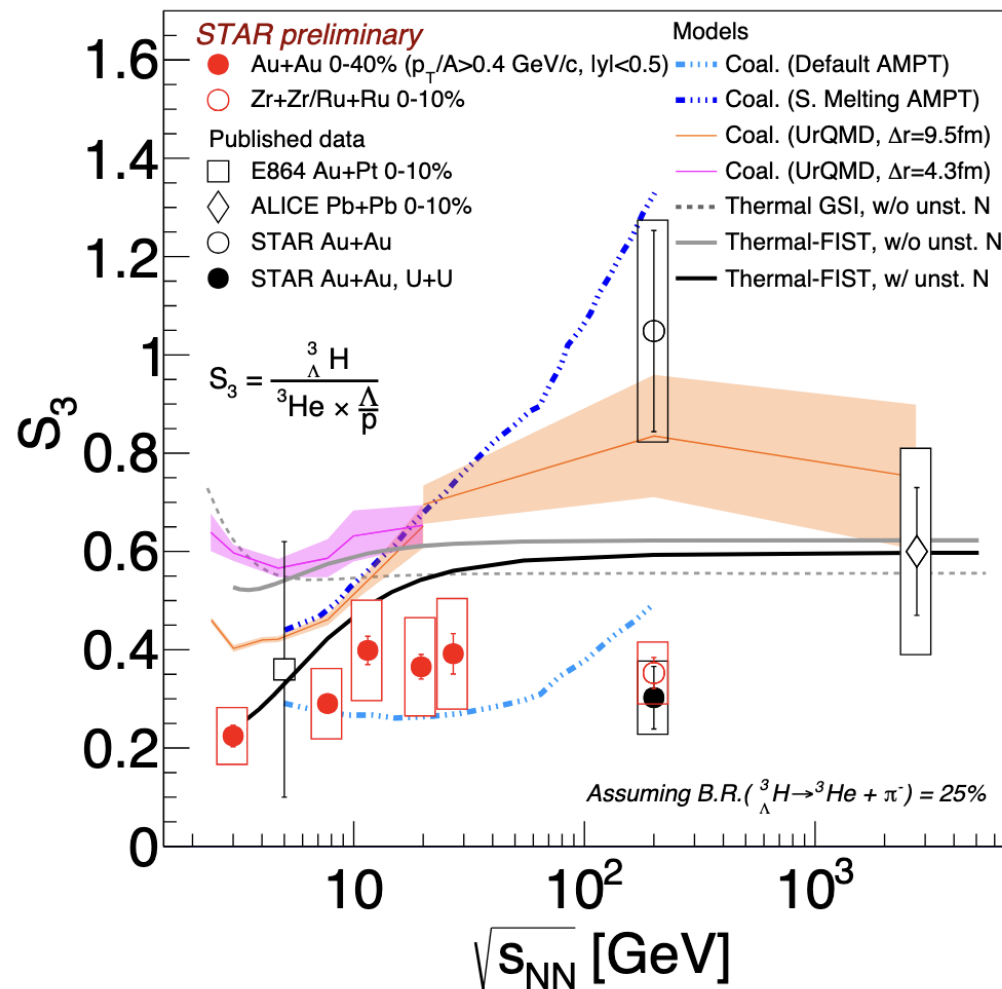 STAR preliminary
Au+Au 0-40% (p_T/A>0.4 GeV/c, |y|<0.5)
Zr+Zr/Ru+Ru 0-10%
Published data
E864 Au+Pt 0-10%
ALICE Pb+Pb 0-10%
STAR Au+Au
STAR Au+Au, U+U
Models
Coal. (Default AMPT)
Coal. (S. Melting AMPT)
Coal. (UrQMD, Δr=9.5fm)
Coal. (UrQMD, Δr=4.3fm)
Thermal GSI, w/o unst. N
Thermal-FIST, w/o unst. N
Thermal-FIST, w/ unst. N
S₃ = ³_Λ H / (³He × Λ/p)
Assuming B.R.(³_Λ H→³He + π⁻) = 25%
S₃
1.6
1.4
1.2
1
0.8
0.6
0.4
0.2
0
10
10²
10³
√s_NN [GeV]